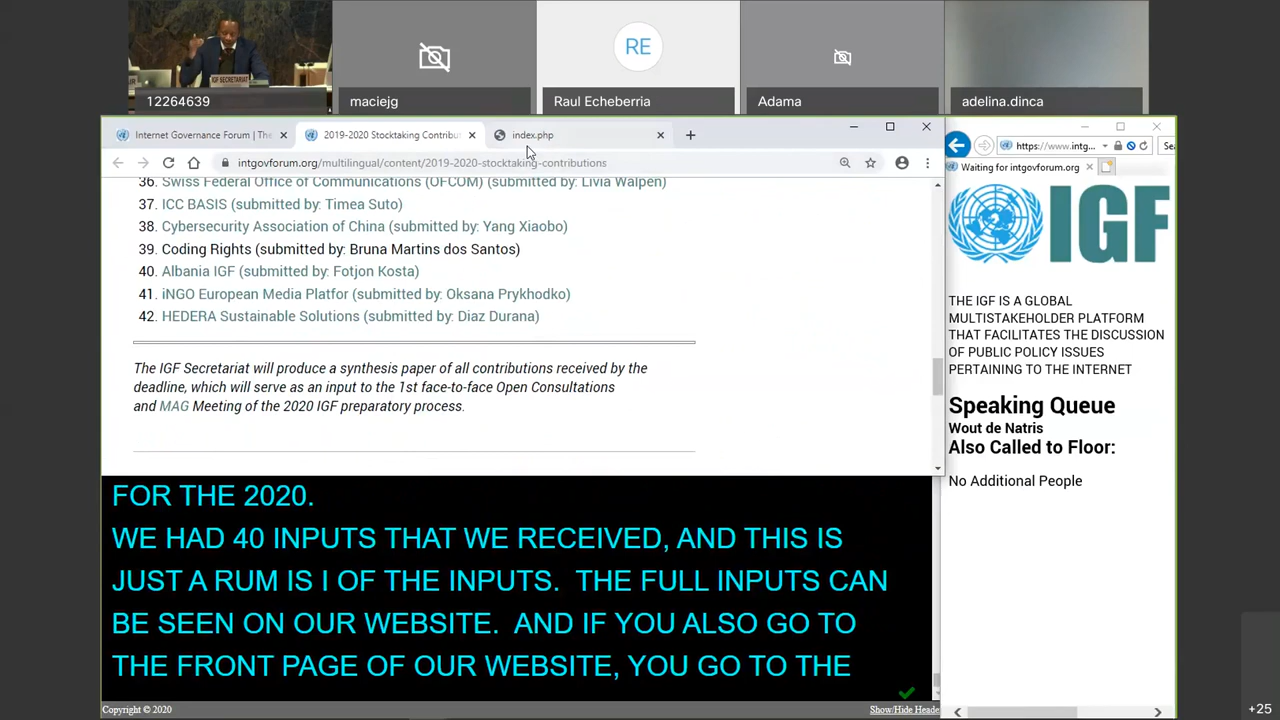 IGF SECRETARIAT
12264639
maciejg
RE
Raul Echeberria
Adama
adelina.dinca
Internet Governance Forum | The
2019-2020 Stocktaking Contribut
index.php
intgovforum.org/multilingual/content/2019-2020-stocktaking-contributions
36. Swiss Federal Office of Communications (OFCOM) (submitted by: Livia Walpen)
37. ICC BASIS (submitted by: Timea Suto)
38. Cybersecurity Association of China (submitted by: Yang Xiaobo)
39. Coding Rights (submitted by: Bruna Martins dos Santos)
40. Albania IGF (submitted by: Fotjon Kosta)
41. iNGO European Media Platfor (submitted by: Oksana Prykhodko)
42. HEDERA Sustainable Solutions (submitted by: Diaz Durana)
The IGF Secretariat will produce a synthesis paper of all contributions received by the
deadline, which will serve as an input to the 1st face-to-face Open Consultations
and MAG Meeting of the 2020 IGF preparatory process.
FOR THE 2020.
WE HAD 40 INPUTS THAT WE RECEIVED, AND THIS IS
JUST A RUM IS I OF THE INPUTS.  THE FULL INPUTS CAN
BE SEEN ON OUR WEBSITE.  AND IF YOU ALSO GO TO
THE FRONT PAGE OF OUR WEBSITE, YOU GO TO THE
Copyright © 2020
Show/Hide Heade
https://www.intg...
Sea
Waiting for intgovforum.org
IGF
THE IGF IS A GLOBAL
MULTISTAKEHOLDER PLATFORM
THAT FACILITATES THE DISCUSSION
OF PUBLIC POLICY ISSUES
PERTAINING TO THE INTERNET
Speaking Queue
Wout de Natris
Also Called to Floor:
No Additional People
+25